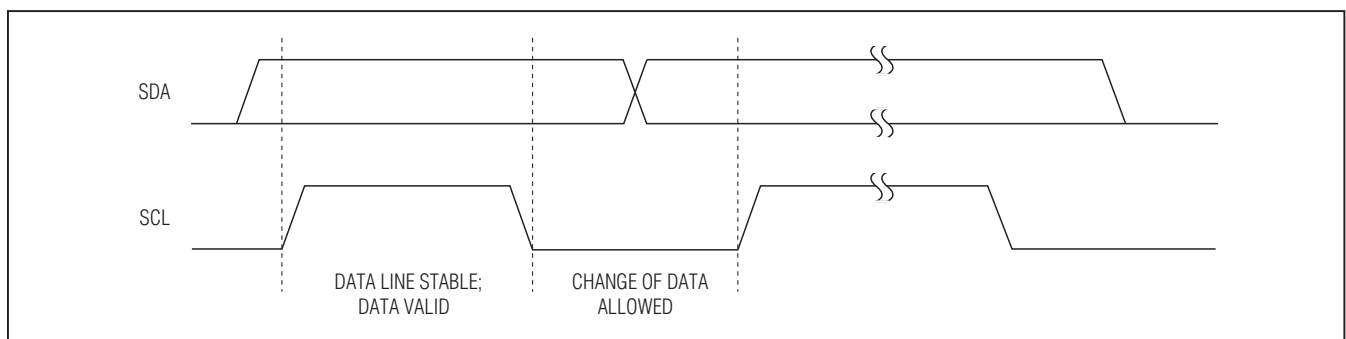 SDA
SCL
DATA LINE STABLE;
DATA VALID
CHANGE OF DATA
ALLOWED